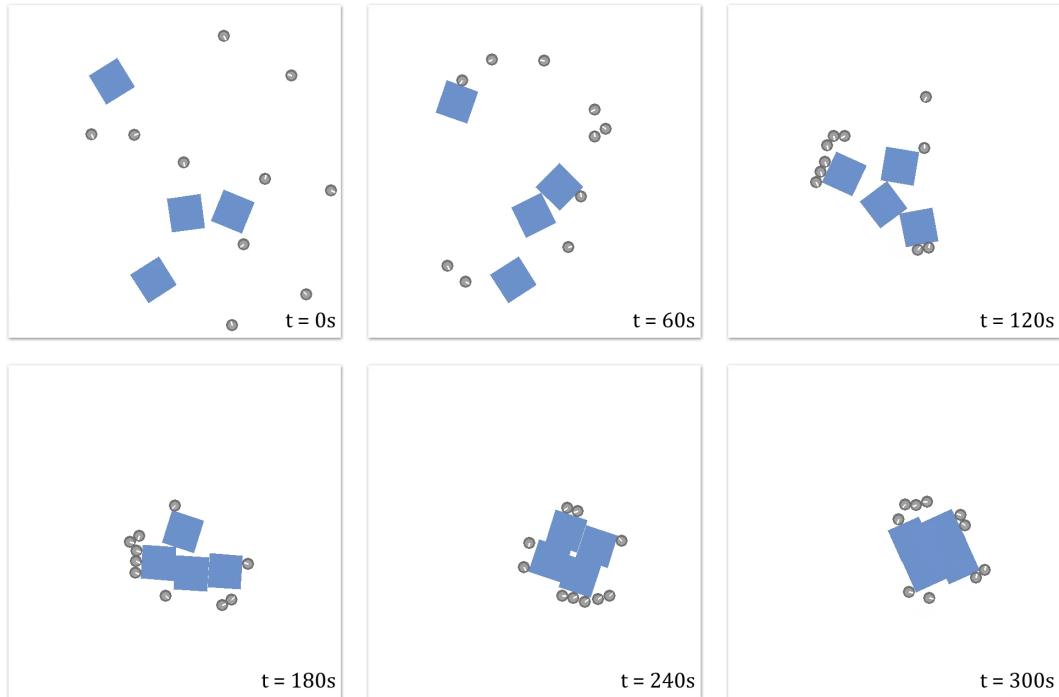 t = 0s
t = 60s
t = 120s
t = 180s
t = 240s
t = 300s